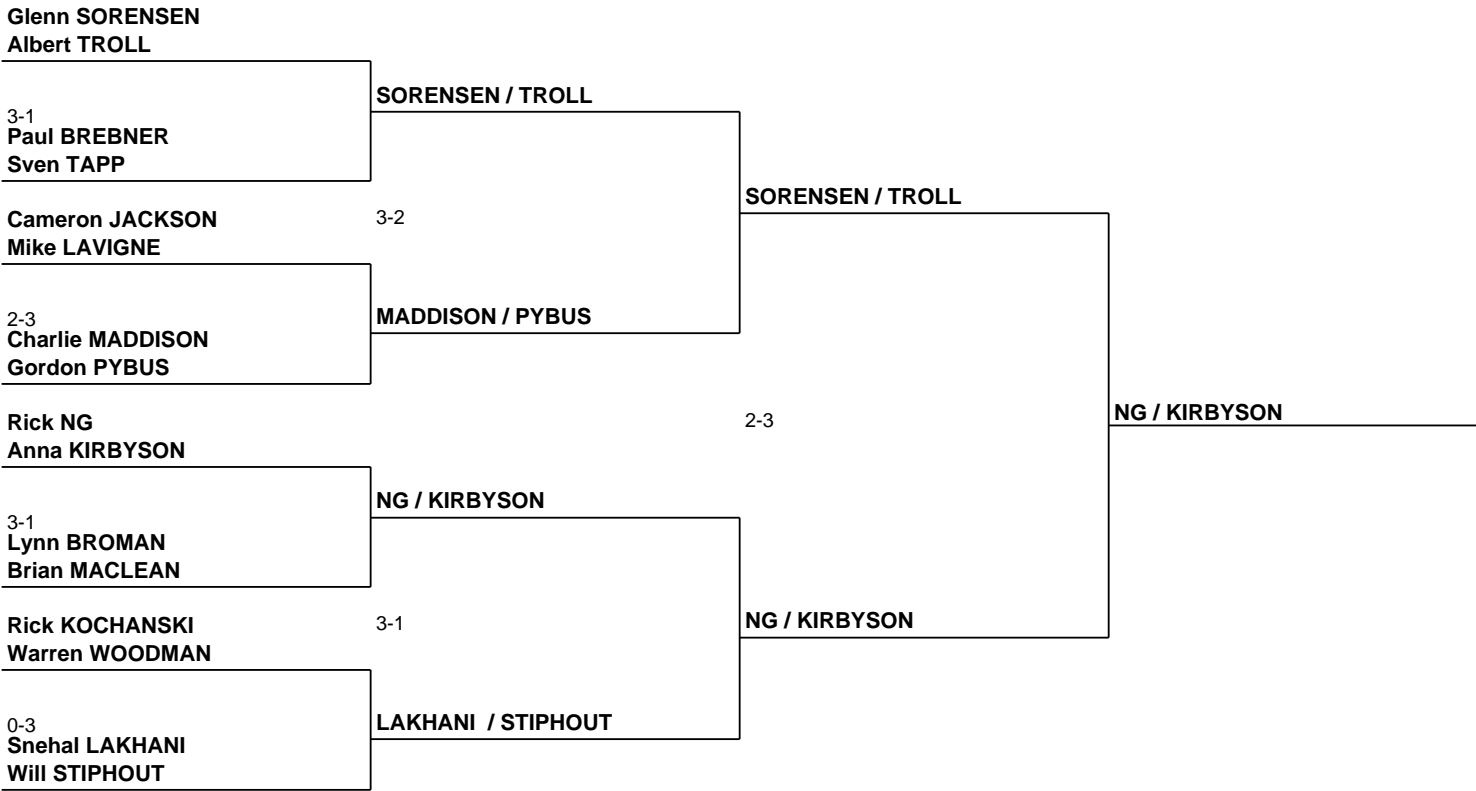 Glenn SORENSEN
Albert TROLL
3-1
Paul BREBNER
Sven TAPP
Cameron JACKSON
Mike LAVIGNE
2-3
Charlie MADDISON
Gordon PYBUS
Rick NG
Anna KIRBYSON
3-1
Lynn BROMAN
Brian MACLEAN
Rick KOCHANSKI
Warren WOODMAN
0-3
Snehal LAKHANI
Will STIPHOUT
SORENSEN / TROLL
3-2
MADDISON / PYBUS
NG / KIRBYSON
3-1
LAKHANI  / STIPHOUT
SORENSEN / TROLL
2-3
NG / KIRBYSON
NG / KIRBYSON